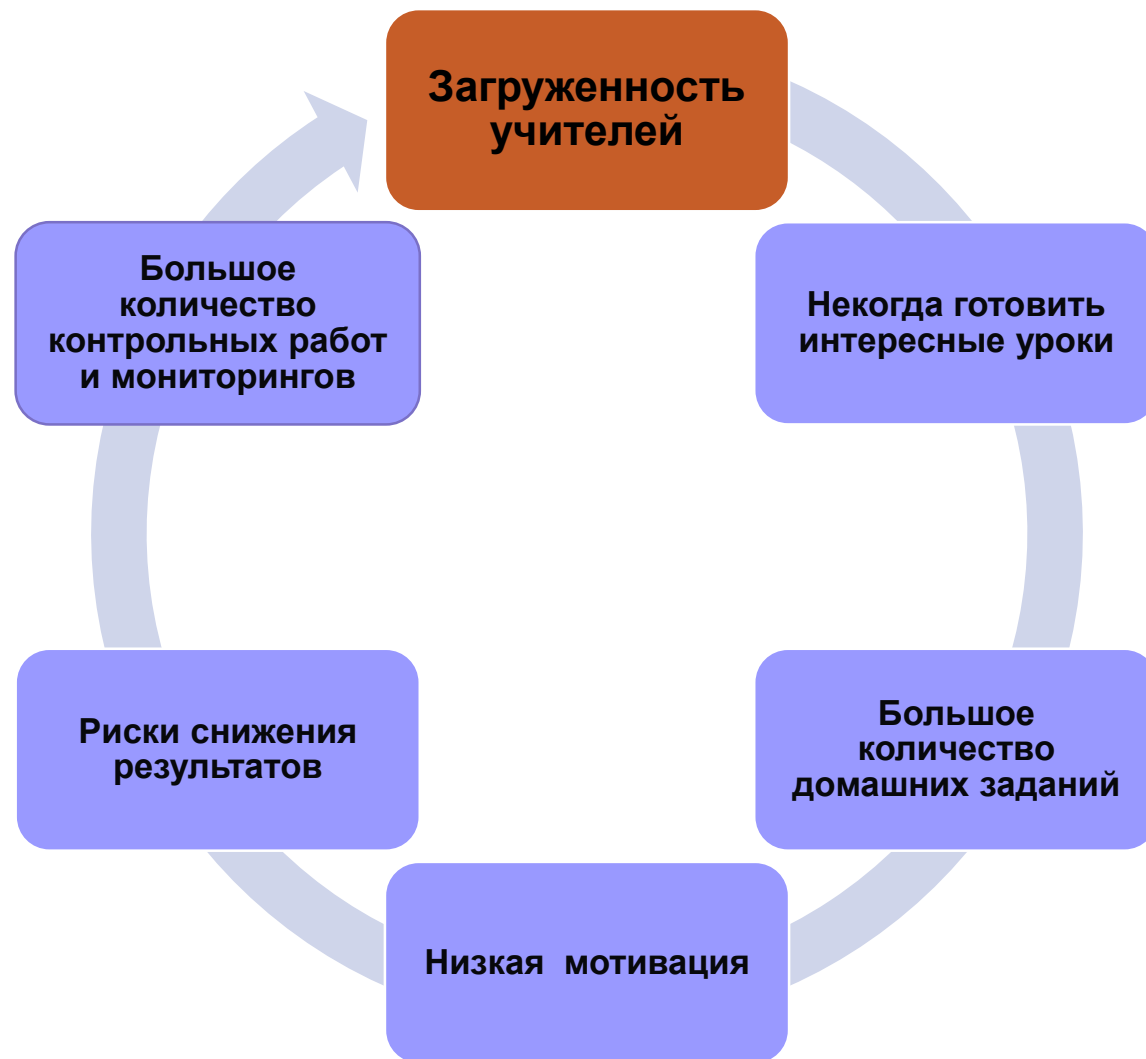 Загруженность
учителей
Некогда готовить
интересные уроки
Большое
количество
домашних заданий
Низкая мотивация
Риски снижения
результатов
Большое
количество
контрольных работ
и мониторингов